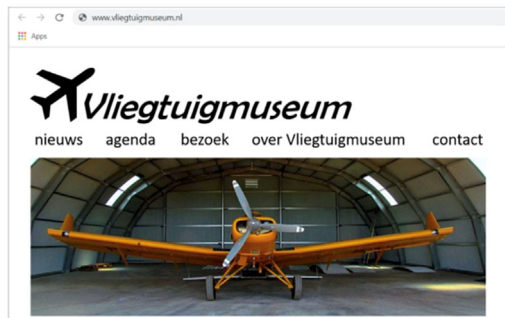 www.vliegtuigmuseum.nl
Apps
Vliegtuigmuseum
nieuws agenda bezoek over Vliegtuigmuseum contact